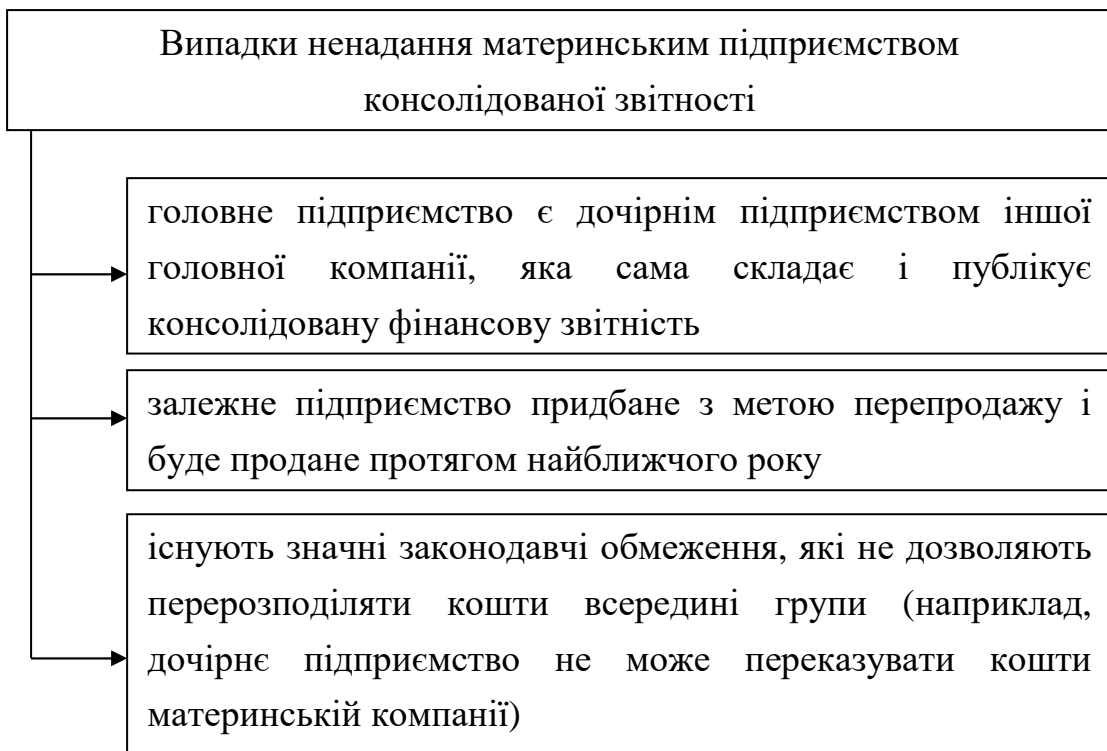 Випадки ненадання материнським підприємством
консолідованої звітності
головне підприємство є дочірнім підприємством іншої
головної компанії, яка сама складає і публікує
консолідовану фінансову звітність
залежне підприємство придбане з метою перепродажу і
буде продане протягом найближчого року
існують значні законодавчі обмеження, які не дозволяють
перерозподіляти кошти всередині групи (наприклад,
дочірнє підприємство не може переказувати кошти
материнській компанії)